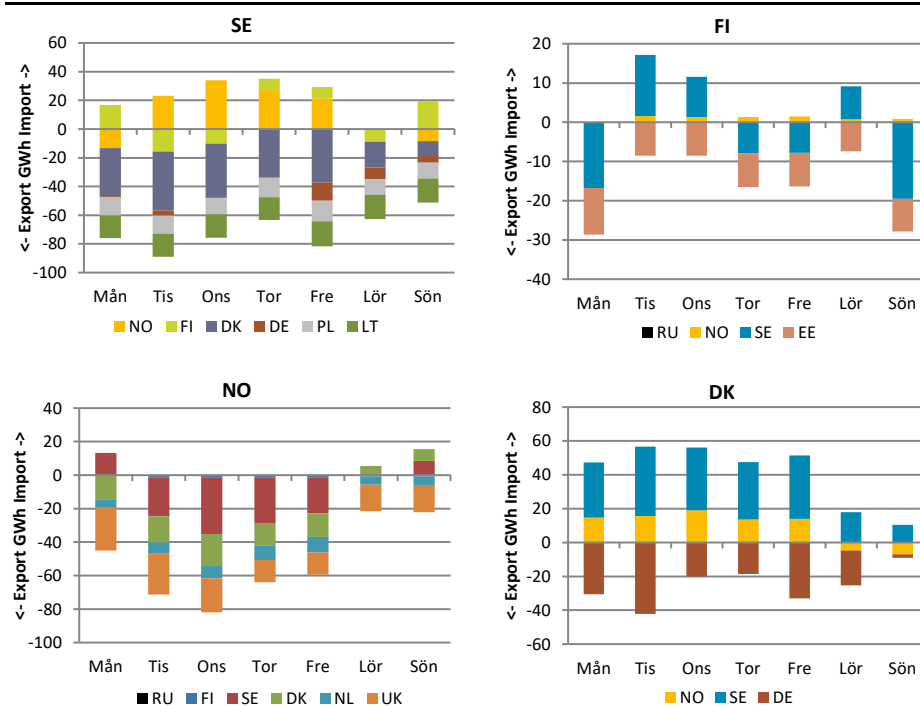 SE
<- Export GWh Import ->
60
40
20
0
-20
-40
-60
-80
-100
Mån Tis Ons Tor Fre Lör Sön
NO FI DK DE PL LT
FI
<- Export GWh Import ->
20
10
0
-10
-20
-30
-40
Mån Tis Ons Tor Fre Lör Sön
RU NO SE EE
NO
<- Export GWh Import ->
40
20
0
-20
-40
-60
-80
-100
Mån Tis Ons Tor Fre Lör Sön
RU FI SE DK NL UK
DK
<- Export GWh Import ->
80
60
40
20
0
-20
-40
-60
Mån Tis Ons Tor Fre Lör Sön
NO SE DE